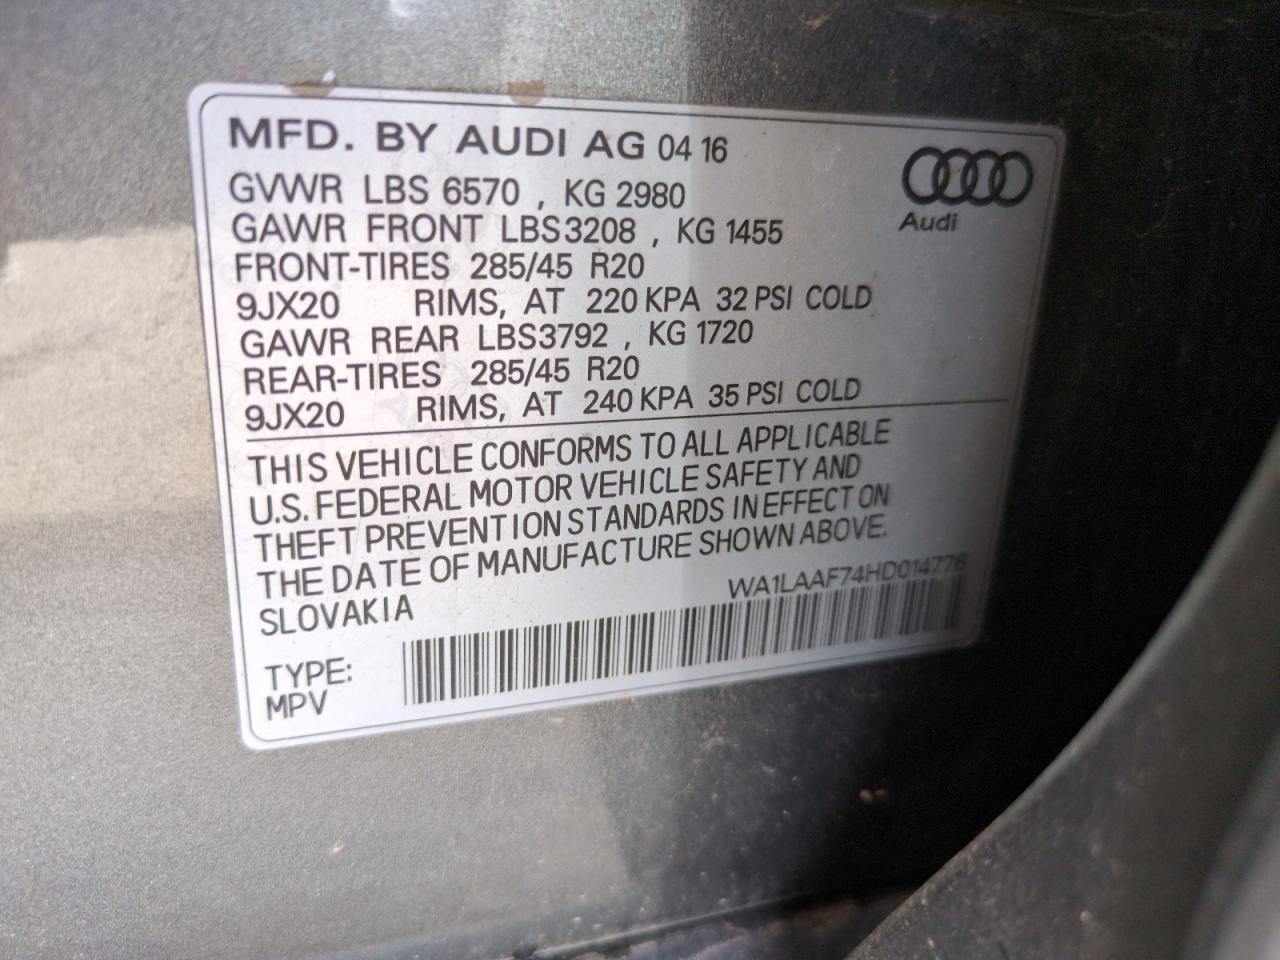 MFD. BY AUDI AG 04 16
Audi
GVWR LBS 6570 , KG 2980
GAWR FRONT LBS3208 , KG 1455
FRONT-TIRES 285/45 R20
9JX20 RIMS, AT 220 KPA 32 PSI COLD
GAWR REAR LBS3792 , KG 1720
REAR-TIRES 285/45 R20
9JX20 RIMS, AT 240 KPA 35 PSI COLD
THIS VEHICLE CONFORMS TO ALL APPLICABLE
U.S. FEDERAL MOTOR VEHICLE SAFETY AND
THEFT PREVENTION STANDARDS IN EFFECT ON
THE DATE OF MANUFACTURE SHOWN ABOVE.
SLOVAKIA
WA1LAAF74HD014776
TYPE:
MPV